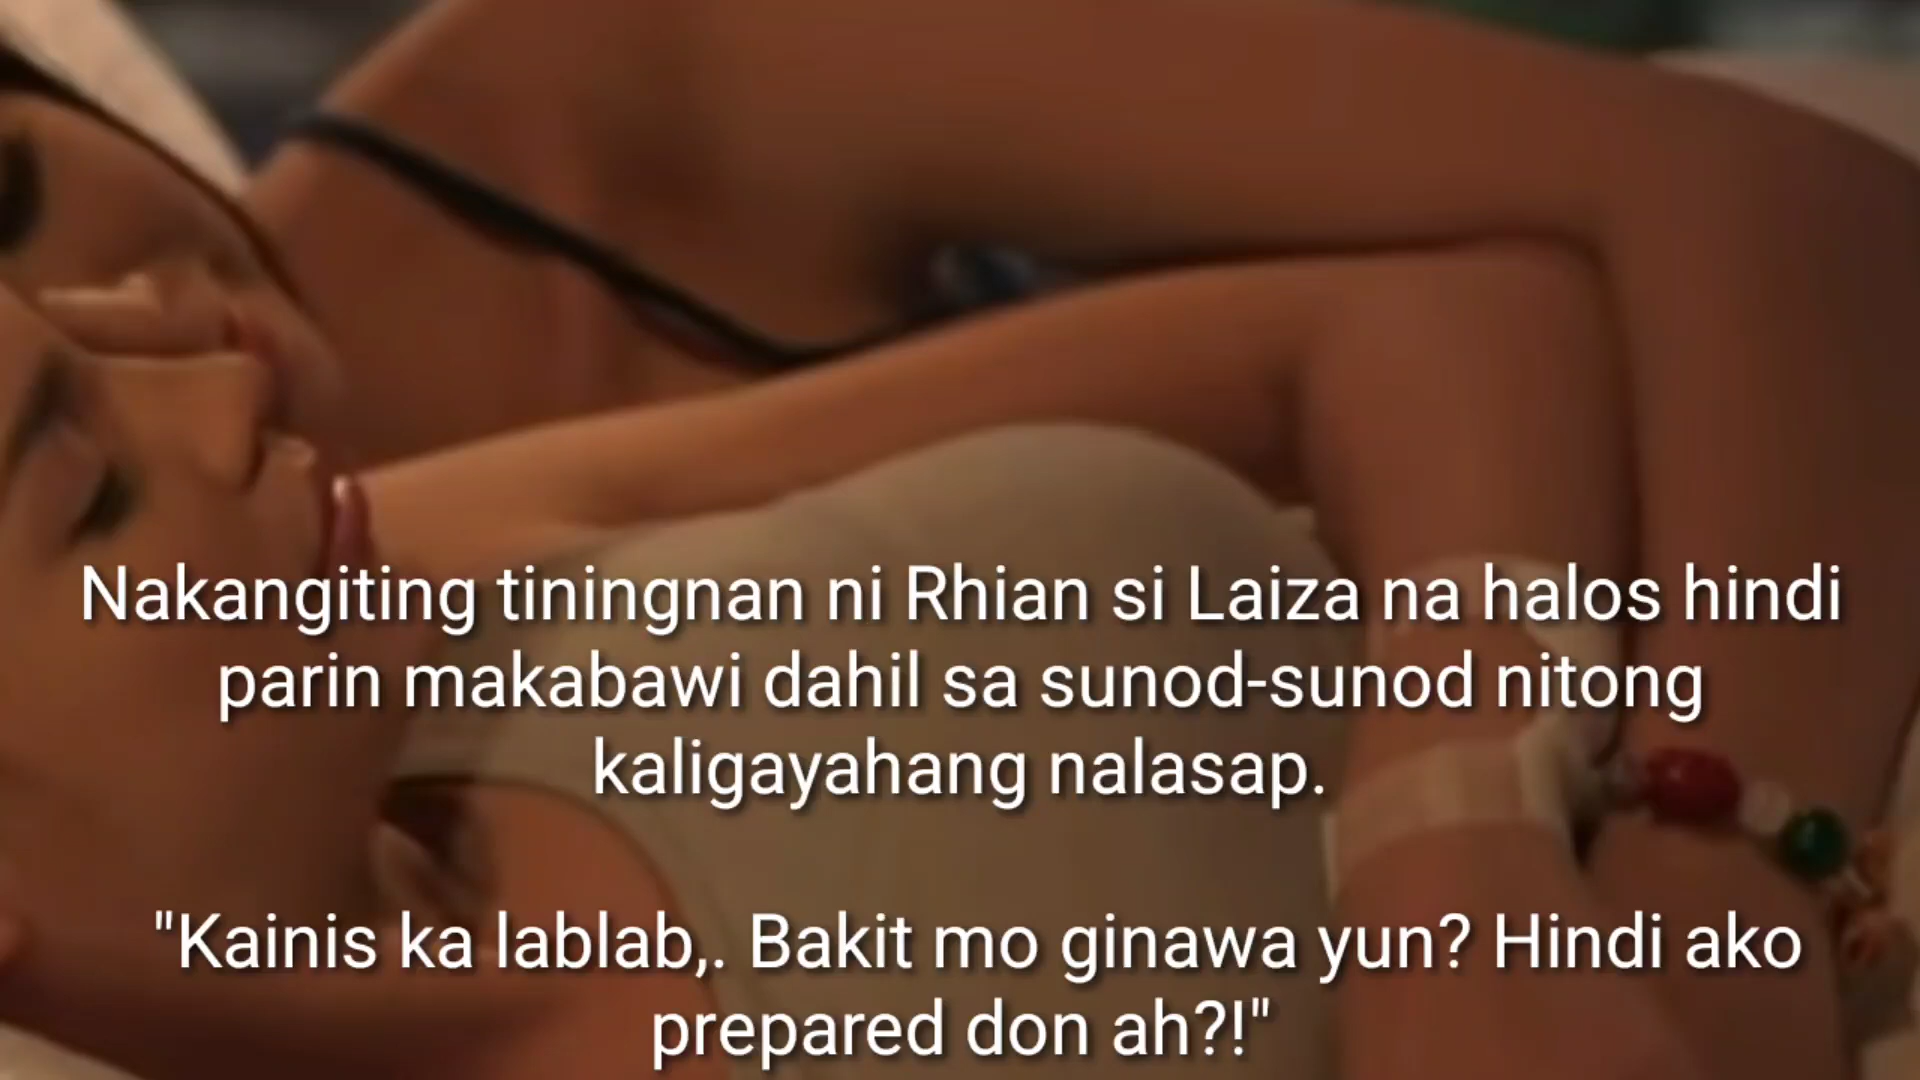 Nakangiting tiningnan ni Rhian si Laiza na halos hindi
parin makabawi dahil sa sunod-sunod nitong
kaligayahang nalasap.
"Kainis ka lablab,. Bakit mo ginawa yun? Hindi ako
prepared don ah?!"